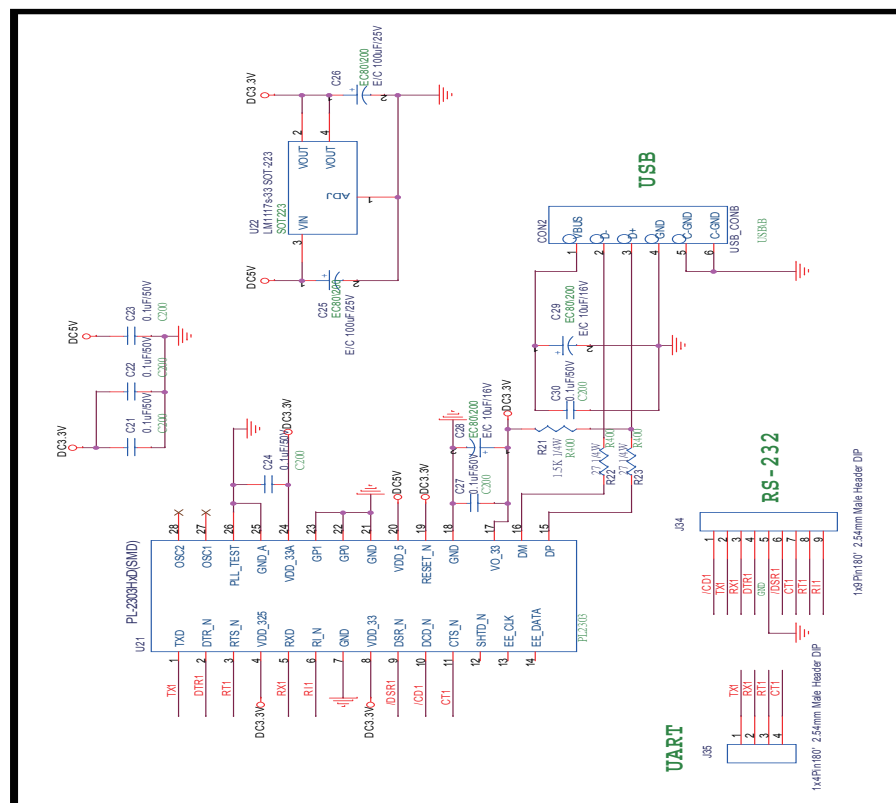 USB
CON2
VBUS
D-
D+
GND
C-GND
C-GND
1
2
3
4
5
6
USB_CONB
USB\B
DC3.3V
C26
EC80\200
E/C 100uF/25V
1
2
U22
LM1117s-33 SOT-223
SOT223
VOUT
VOUT
ADJ
VIN
2
4
1
3
DC5V
C25
EC80\200
E/C 100uF/25V
1
2
DC5V
C23
0.1uF/50V
C200
C22
0.1uF/50V
C200
DC3.3V
C21
0.1uF/50V
C200
C24
0.1uF/50V
C200
DC3.3V
C29
EC80\200
E/C 10uF/16V
2
C30
0.1uF/50V
C200
C28
EC80\200
E/C 10uF/16V
2
1
DC3.3V
C27
0.1uF/50V
C200
R21
1.5K 1/4W
R400
R400
27 1/4W
R22
R400
27 1/4W
R23
DC5V
DC3.3V
PL-2303HxD(SMD)
U21
PL2303
28
27
26
25
24
23
22
21
20
19
18
17
16
15
OSC2
OSC1
PLL_TEST
GND_A
VDD_33A
GP1
GP0
GND
VDD_5
RESET_N
GND
VO_33
DM
DP
TXD
DTR_N
RTS_N
VDD_325
RXD
RI_N
GND
VDD_33
DSR_N
DCD_N
CTS_N
SHTD_N
EE_CLK
EE_DATA
1
2
3
4
5
6
7
8
9
10
11
12
13
14
TX1
DTR1
RT1
DC3.3V
RX1
RI1
DC3.3V
/DSR1
/CD1
CT1
RS-232
J34
1
2
3
4
5
6
7
8
9
/CD1
TX1
RX1
DTR1
GND
/DSR1
CT1
RT1
RI1
1x9Pin180' 2.54mm Male Header DIP
UART
J35
1
2
3
4
TX1
RX1
RT1
CT1
1x4Pin180' 2.54mm Male Header DIP